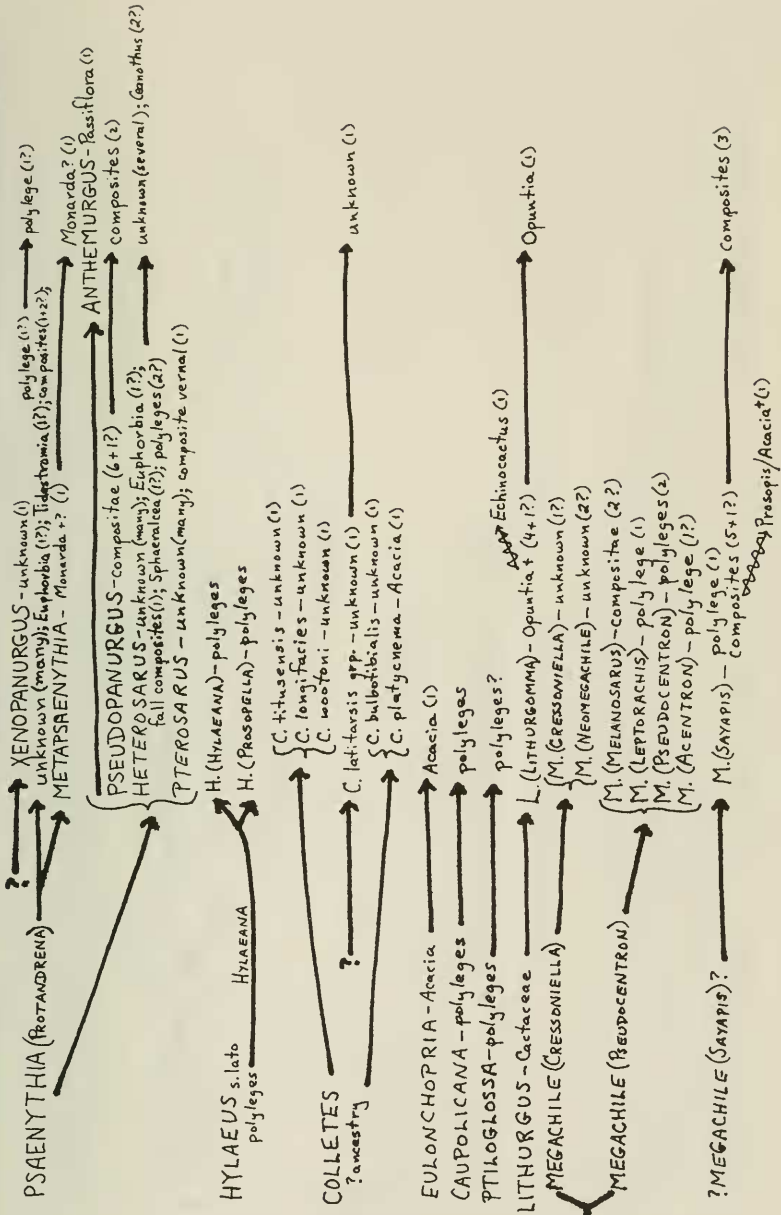 ? XENOPANURGUS-unknown(1) polylege (1?) polylege (1?)
PSAENYTHIA (PROTANDRENA)
unknown (many); Euphorbia (1?); Tidestromia (1?); composites(1+2?)
METAPSAENYTHIA - Monarda +? (1) Monarda? (1)
ANTHEMURGUS-Passiflora(1)
PSEUDOPANURGUS-compositae (6+1?) composites (2)
HETEROSARUS-unknown (many); Euphorbia (1?);
fall composites(1); Sphaeralcea(1?); polyleges (2?) unknown(several); Ceanothus (2?)
PTEROSARUS-unknown(many); composite vernal (1)
HYLAEUS s.lato
polyleges
HYLAEANA
H. (HYLAEANA)-polyleges
H. (PROSOPELLA)-polyleges
COLLETES
? ancestry
C. titusensis-unknown (1)
C. longifacies-unknown (1)
C. wootoni-unknown (1)
? C. latitarsis grp.-unknown (1) unknown (1)
C. bulbotibialis-unknown (1)
C. platycnema-Acacia (1)
EULONCHOPRIA-Acacia Acacia (1)
CAUPOLICANA-polyleges polyleges
PTILOGLOSSA-polyleges polyleges?
LITHURGUS-Cactaceae L. (LITHURGOMMA)-Opuntia+ (4+1?) Opuntia (1)
Echinocactus (1)
MEGACHILE (CRESSONIELLA) M. (CRESSONIELLA)-unknown (1?)
M. (NEOMEGACHILE)-unknown (2?)
MEGACHILE (PSEUDOCENTRON)
M. (MELANOSARUS)-compositae (2?)
M. (LEPTORACHIS)-polylege (1)
M. (PSEUDOCENTRON)-polyleges (2)
M. (ACENTRON)-polylege (1?)
? MEGACHILE (SAYAPIS)? M. (SAYAPIS)-polylege (1)
Composites (5+1?) composites (3)
Prosopis/Acacia+ (1)